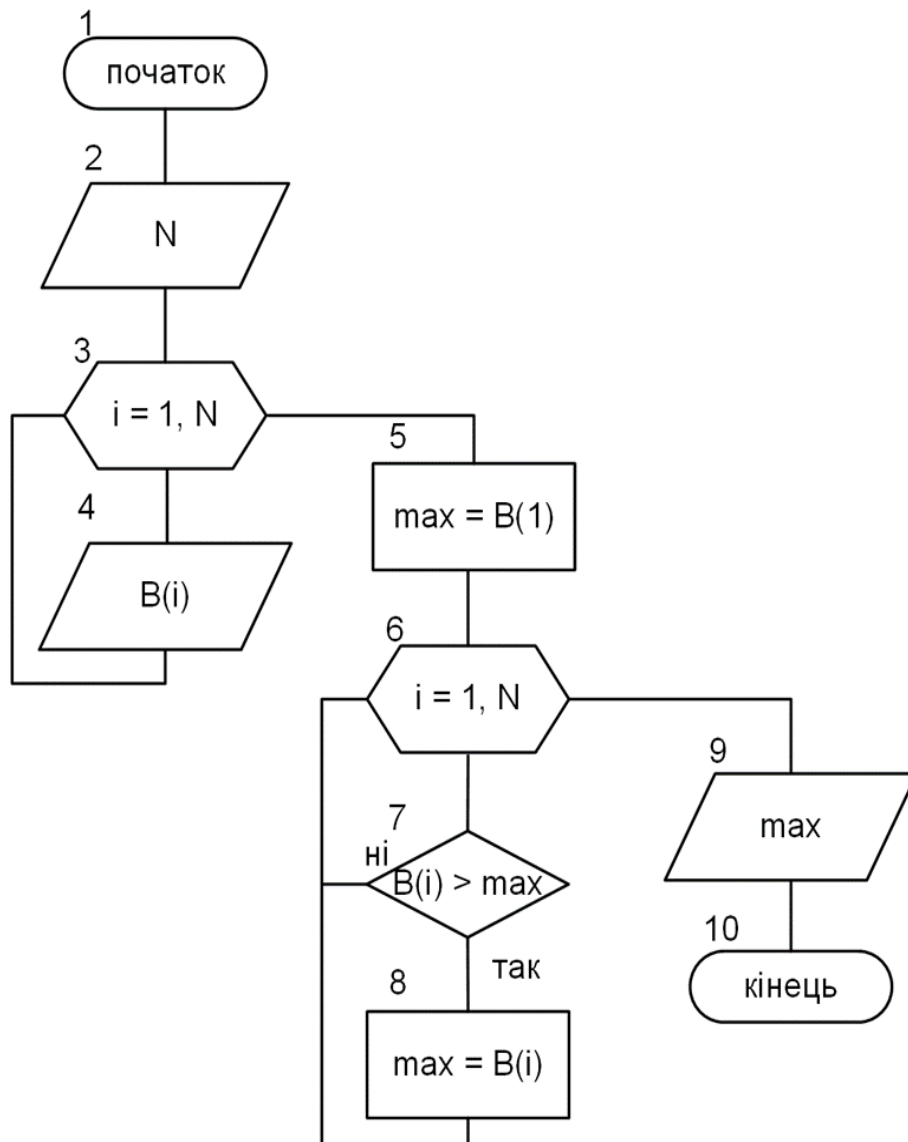 1
початок
2
N
3
i = 1, N
4
B(i)
5
max = B(1)
6
i = 1, N
7
ні
B(i) > max
так
8
max = B(i)
9
max
10
кінець